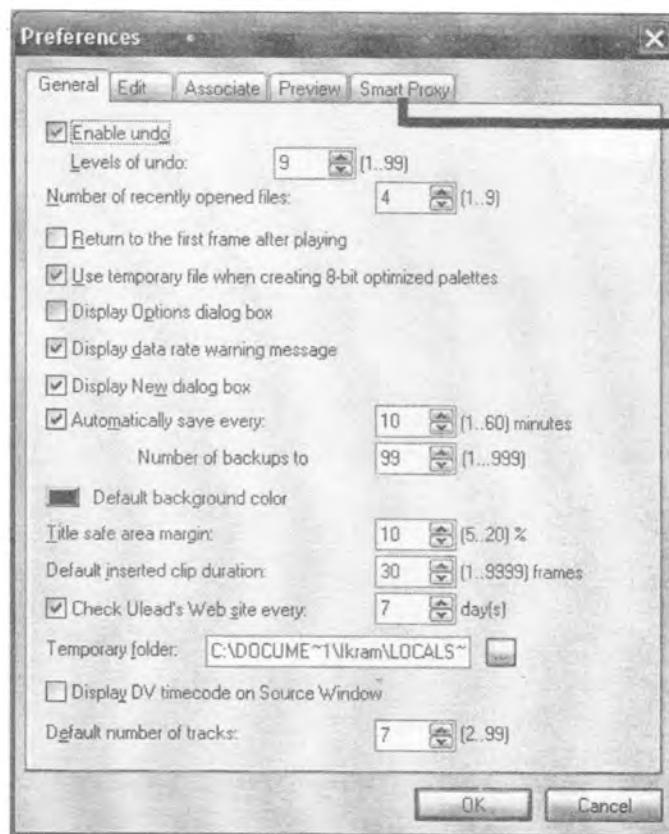 Preferences
General Edit Associate Preview Smart Proxy
Enable undo
Levels of undo: 9 (1..99)
Number of recently opened files: 4 (1..9)
Return to the first frame after playing
Use temporary file when creating 8-bit optimized palettes
Display Options dialog box
Display data rate warning message
Display New dialog box
Automatically save every: 10 (1..60) minutes
Number of backups to 99 (1...999)
Default background color
Title safe area margin: 10 (5..20) %
Default inserted clip duration: 30 (1..9999) frames
Check Ulead's Web site every: 7 day(s)
Temporary folder: C:\DOCUME~1\Ikram\LOCALS~ ...
Display DV timecode on Source Window
Default number of tracks: 7 (2..99)
OK Cancel